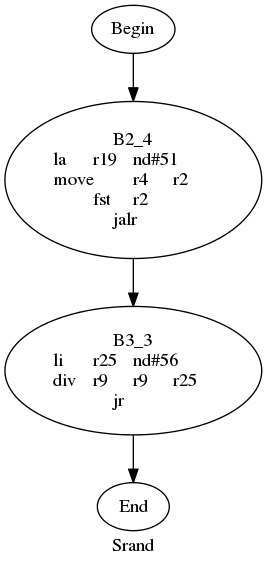 Begin
B2_4
la r19 nd#51
move r4 r2
fst r2
jalr
B3_3
li r25 nd#56
div r9 r9 r25
jr
End
Srand